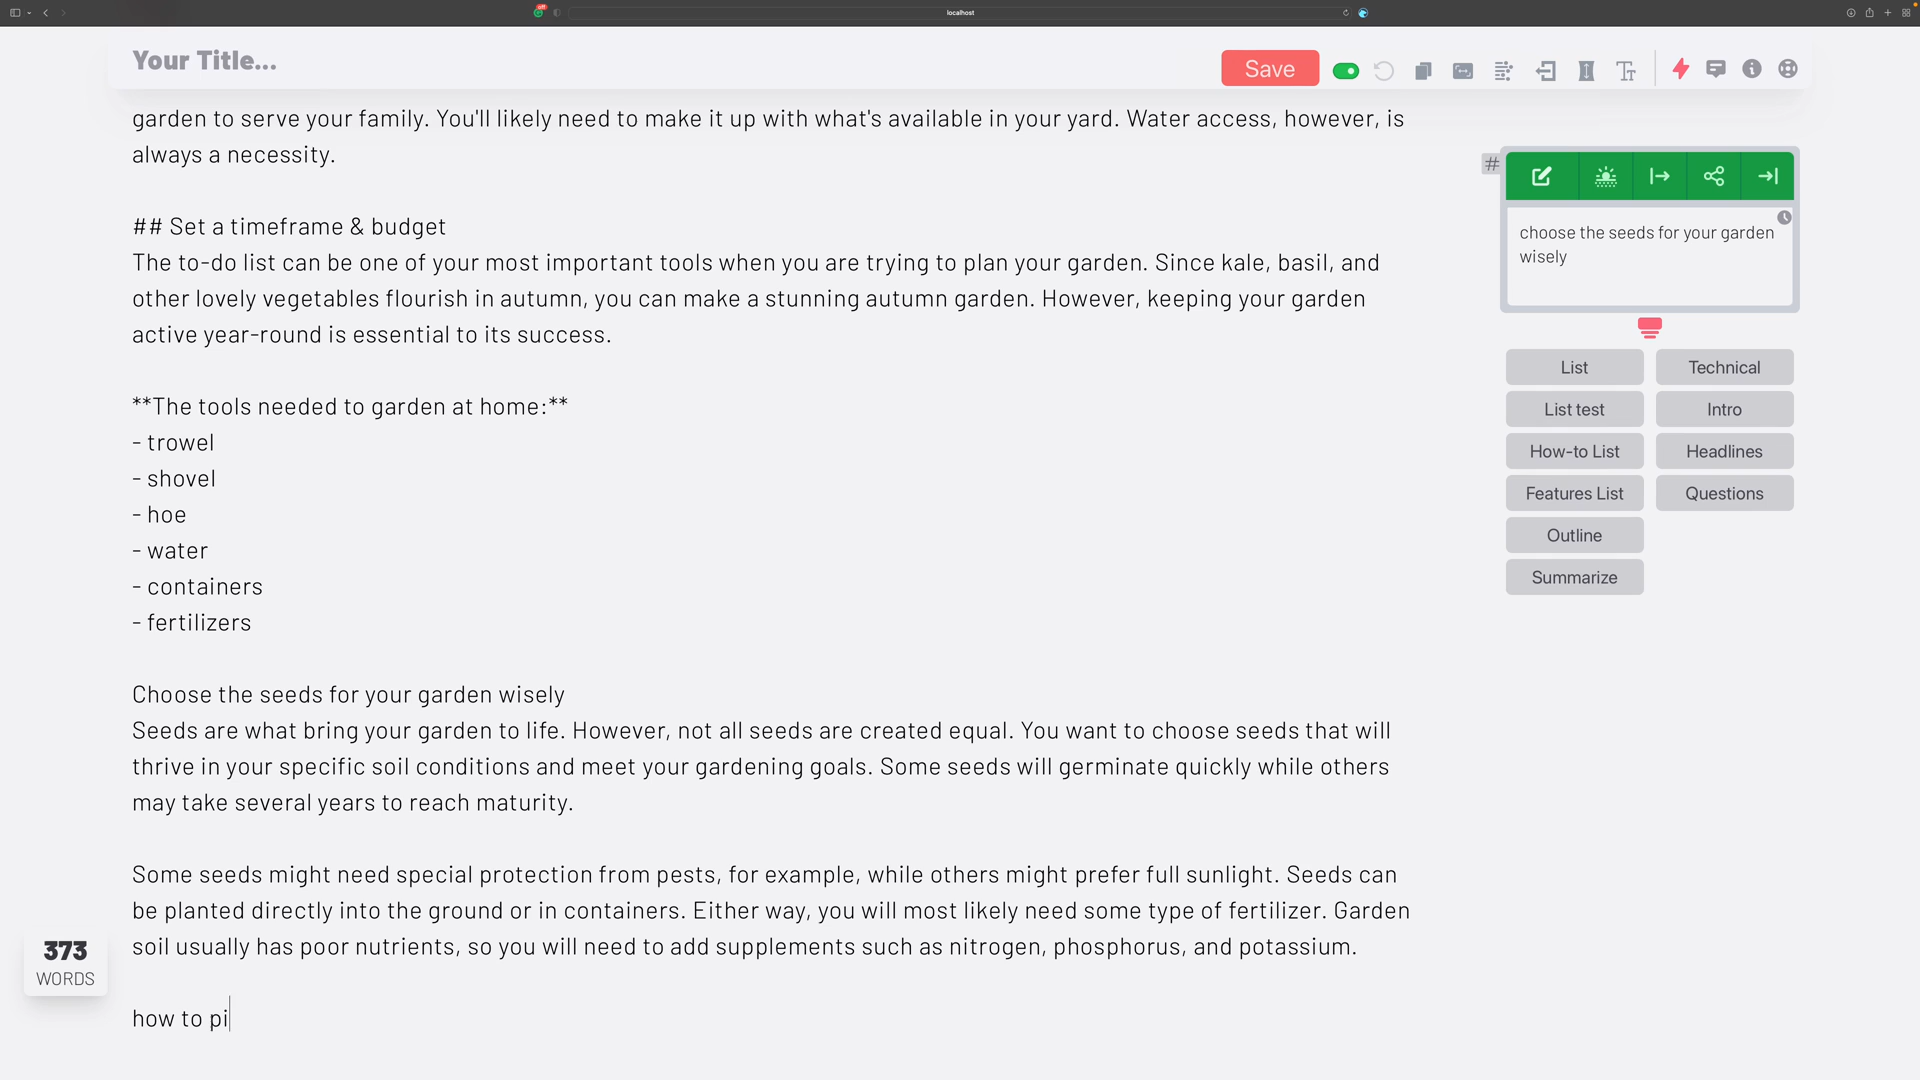 localhost
off
Your Title...
Save
garden to serve your family. You'll likely need to make it up with what's available in your yard. Water access, however, is
always a necessity.
## Set a timeframe & budget
The to-do list can be one of your most important tools when you are trying to plan your garden. Since kale, basil, and
other lovely vegetables flourish in autumn, you can make a stunning autumn garden. However, keeping your garden
active year-round is essential to its success.
**The tools needed to garden at home:**
- trowel
- shovel
- hoe
- water
- containers
- fertilizers
Choose the seeds for your garden wisely
Seeds are what bring your garden to life. However, not all seeds are created equal. You want to choose seeds that will
thrive in your specific soil conditions and meet your gardening goals. Some seeds will germinate quickly while others
may take several years to reach maturity.
Some seeds might need special protection from pests, for example, while others might prefer full sunlight. Seeds can
be planted directly into the ground or in containers. Either way, you will most likely need some type of fertilizer. Garden
soil usually has poor nutrients, so you will need to add supplements such as nitrogen, phosphorus, and potassium.
how to pi
373
WORDS
#
choose the seeds for your garden
wisely
List
Technical
List test
Intro
How-to List
Headlines
Features List
Questions
Outline
Summarize